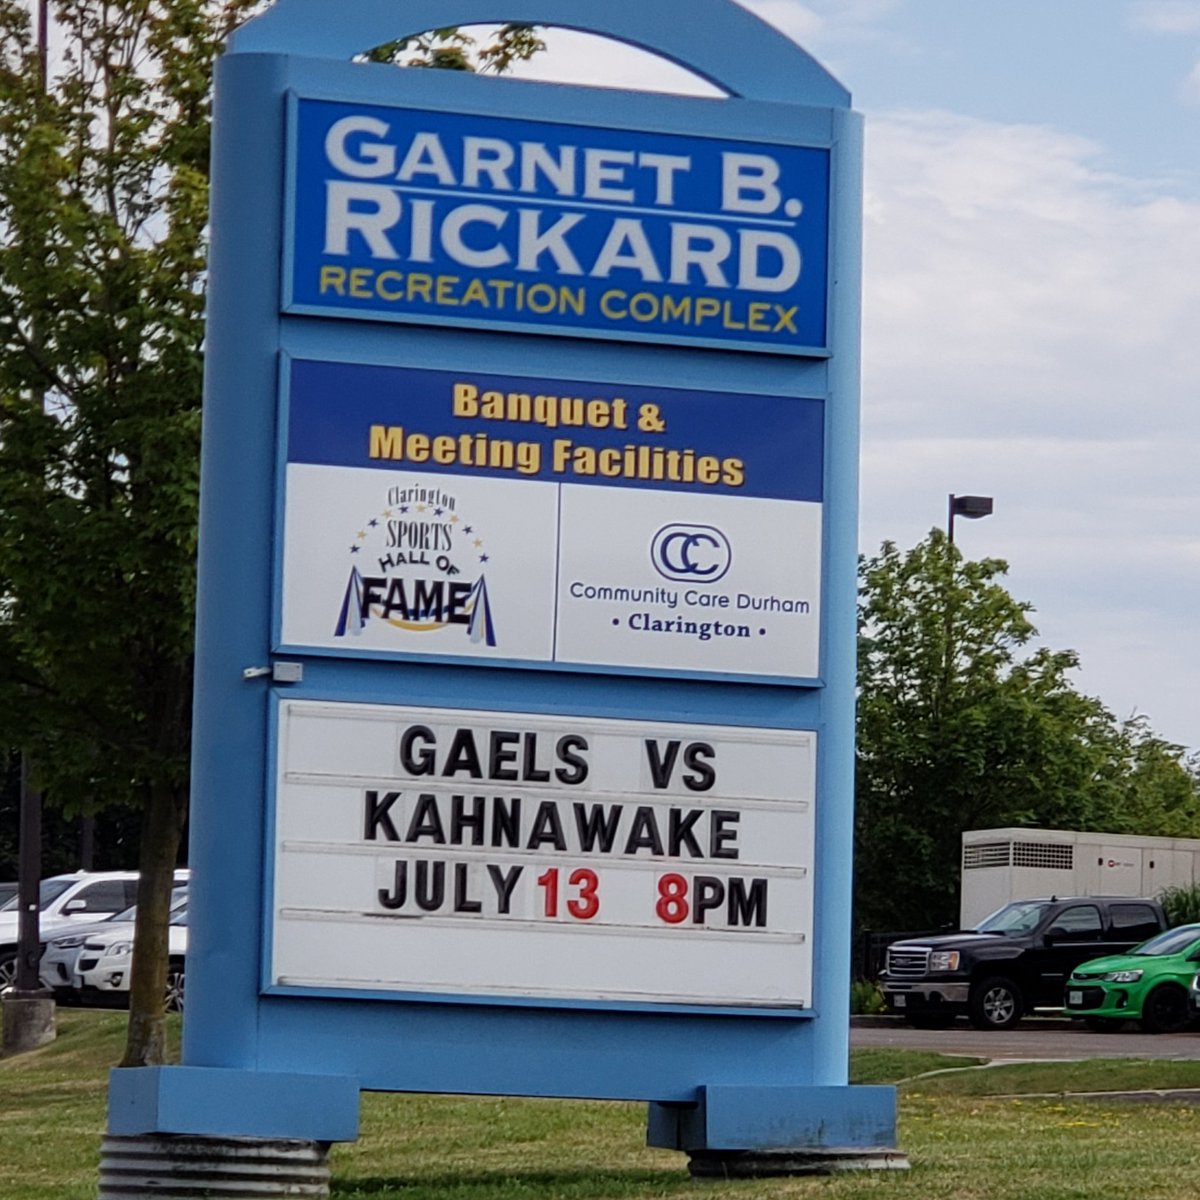 GARNET B.
RICKARD
RECREATION COMPLEX
Banquet &
Meeting Facilities
Clarington
SPORTS
HALL OF
FAME
CC
Community Care Durham
• Clarington •
GAELS VS
KAHNAWAKE
JULY 13 8PM